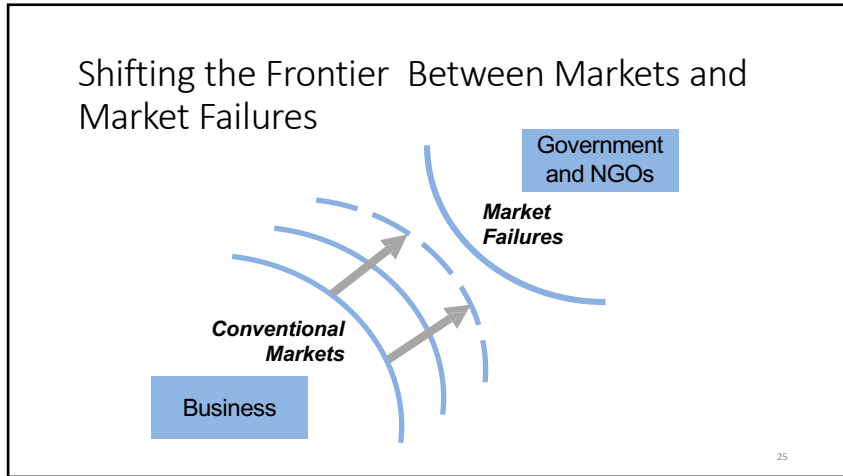 Shifting the Frontier Between Markets and
Market Failures
Government
and NGOs
Market
Failures
Conventional
Markets
Business
25